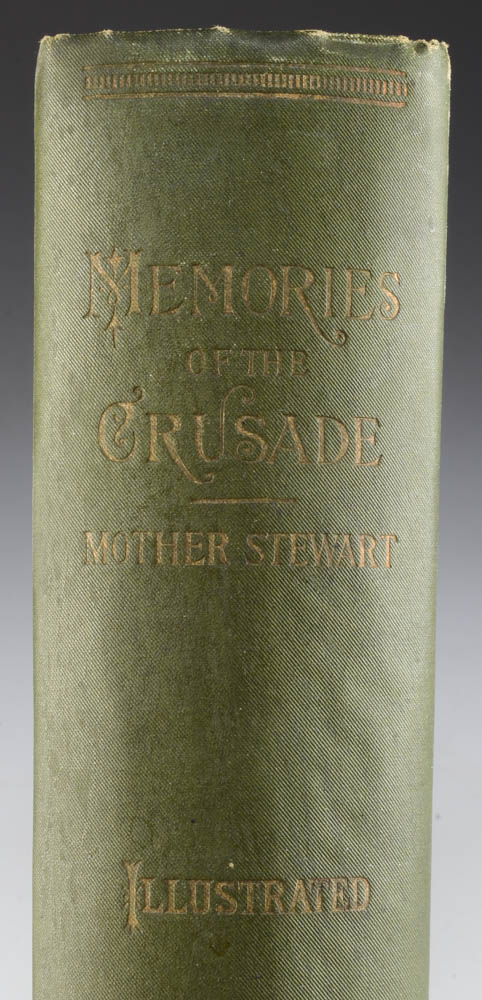 MEMORIES
OF THE
CRUSADE
MOTHER STEWART
ILLUSTRATED